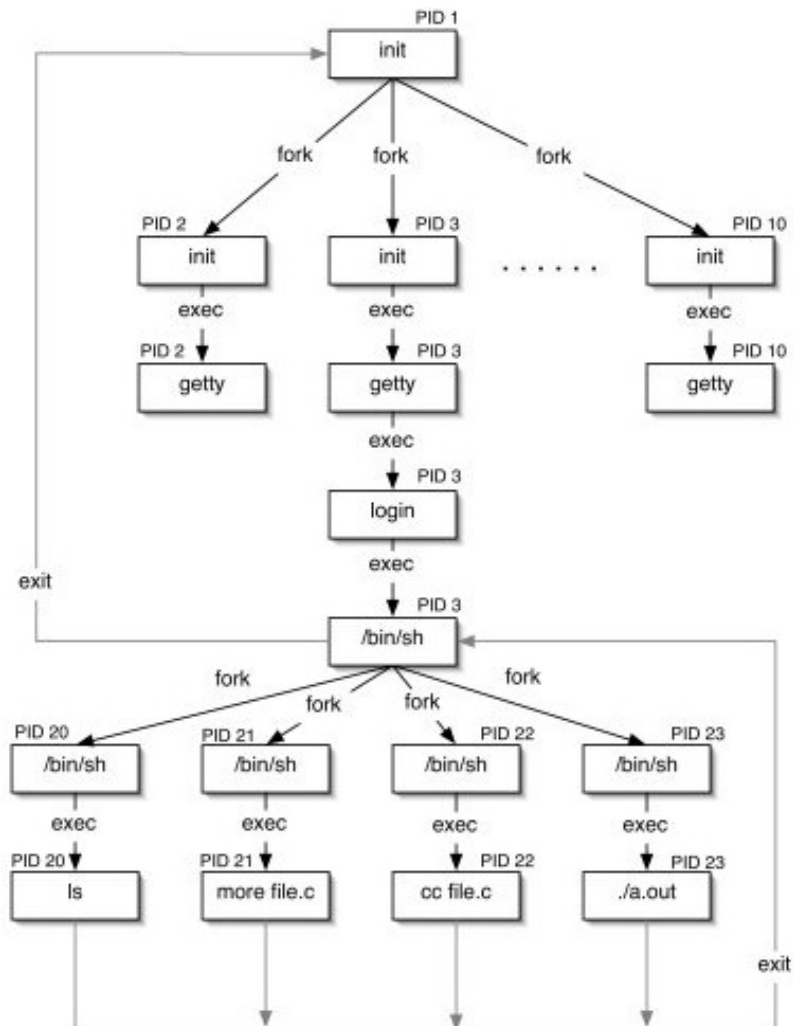 PID 1
init
fork fork fork
PID 2 PID 3 PID 10
init init . . . . . . init
exec exec exec
PID 2 PID 3 PID 10
getty getty getty
exec
PID 3
login
exec
exit
PID 3
/bin/sh
fork fork fork fork
PID 20 PID 21 PID 22 PID 23
/bin/sh /bin/sh /bin/sh /bin/sh
exec exec exec exec
PID 20 PID 21 PID 22 PID 23
ls more file.c cc file.c ./a.out
exit